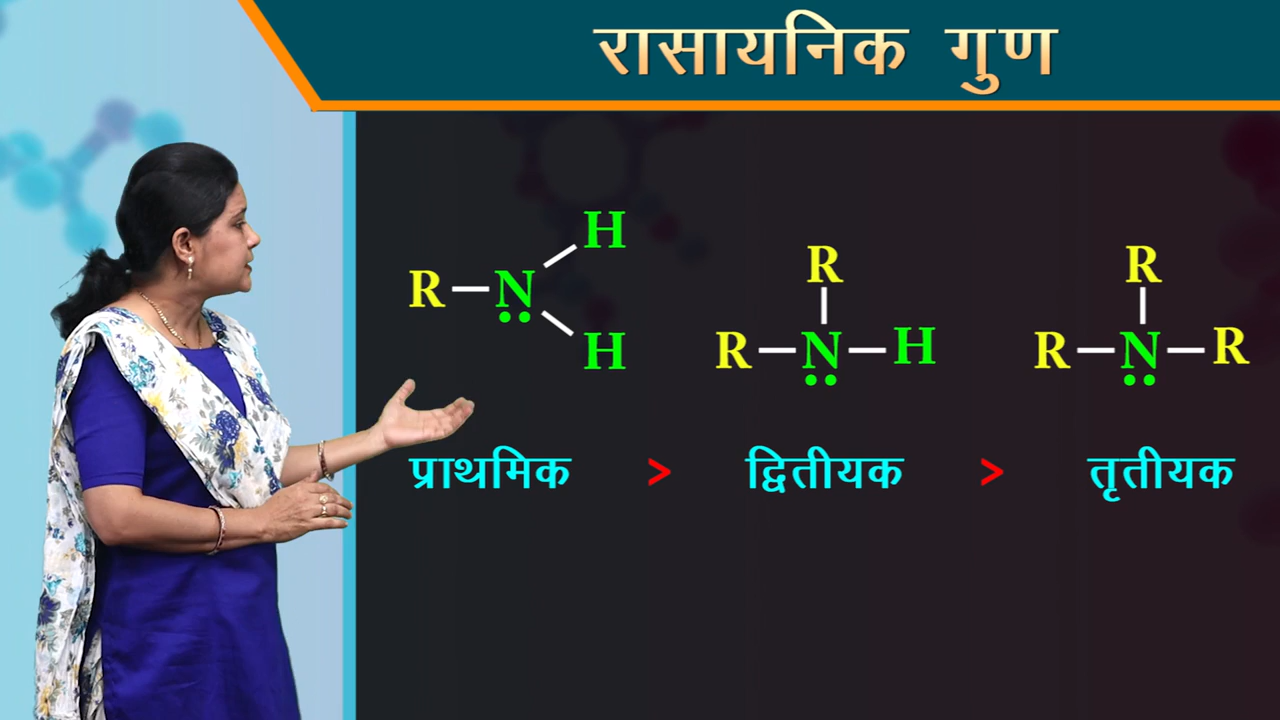 रासायनिक गुण
H
R—N̤
H
R
R—N̤—H
R
R—N̤—R
प्राथमिक > द्वितीयक > तृतीयक